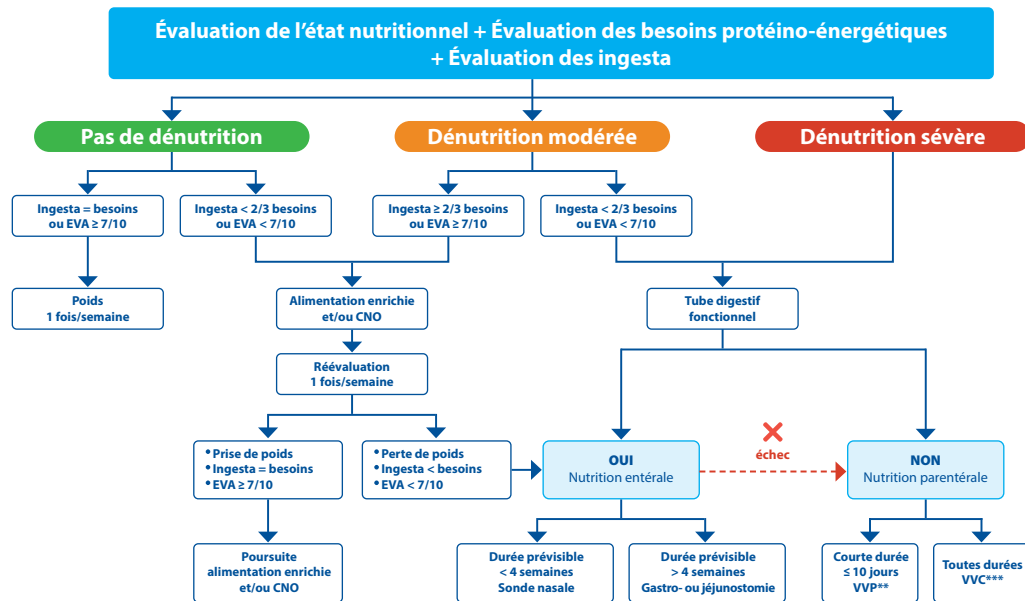 Évaluation de l'état nutritionnel + Évaluation des besoins protéino-énergétiques
+ Évaluation des ingesta
Pas de dénutrition
Dénutrition modérée
Dénutrition sévère
Ingesta = besoins
ou EVA ≥ 7/10
Ingesta < 2/3 besoins
ou EVA < 7/10
Ingesta ≥ 2/3 besoins
ou EVA ≥ 7/10
Ingesta < 2/3 besoins
ou EVA < 7/10
Poids
1 fois/semaine
Alimentation enrichie
et/ou CNO
Tube digestif
fonctionnel
Réévaluation
1 fois/semaine
• Prise de poids
• Ingesta = besoins
• EVA ≥ 7/10
• Perte de poids
• Ingesta < besoins
• EVA < 7/10
OUI
Nutrition entérale
échec
NON
Nutrition parentérale
Poursuite
alimentation enrichie
et/ou CNO
Durée prévisible
< 4 semaines
Sonde nasale
Durée prévisible
> 4 semaines
Gastro- ou jéjunostomie
Courte durée
≤ 10 jours
VVP**
Toutes durées
VVC***